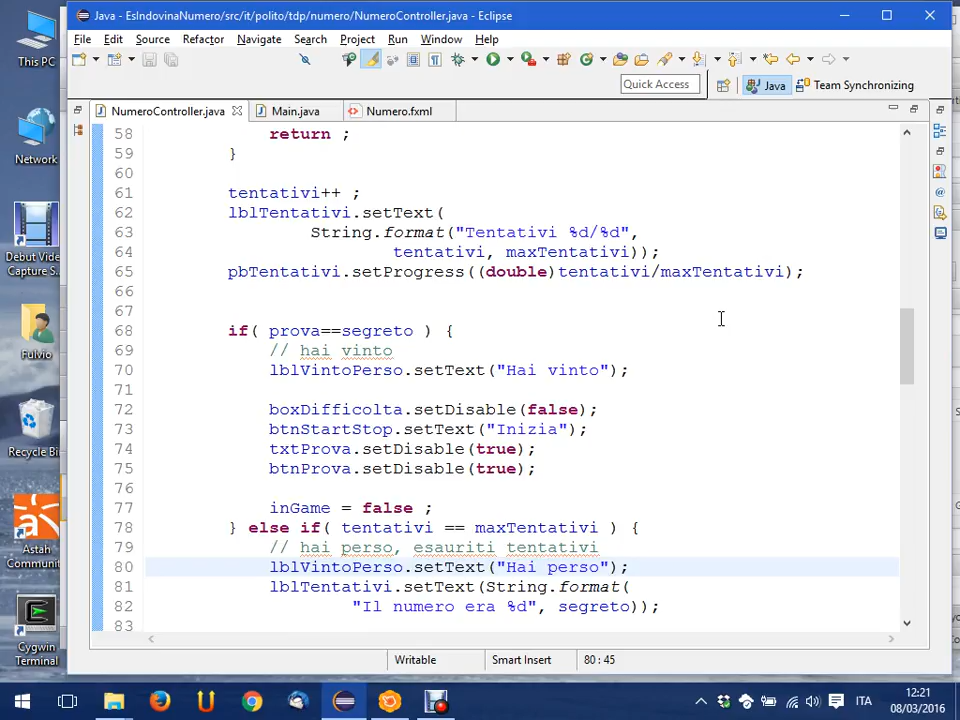 Java - EsIndovinaNumero/src/it/polito/tdp/numero/NumeroController.java - Eclipse
File Edit Source Refactor Navigate Search Project Run Window Help
Quick Access Java Team Synchronizing
NumeroController.java Main.java Numero.fxml
58 return ;
59 }
60
61 tentativi++ ;
62 lblTentativi.setText(
63 String.format("Tentativi %d/%d",
64 tentativi, maxTentativi));
65 pbTentativi.setProgress((double)tentativi/maxTentativi);
66
67
68 if( prova==segreto ) {
69 // hai vinto
70 lblVintoPerso.setText("Hai vinto");
71
72 boxDifficolta.setDisable(false);
73 btnStartStop.setText("Inizia");
74 txtProva.setDisable(true);
75 btnProva.setDisable(true);
76
77 inGame = false ;
78 } else if( tentativi == maxTentativi ) {
79 // hai perso, esauriti tentativi
80 lblVintoPerso.setText("Hai perso");
81 lblTentativi.setText(String.format(
82 "Il numero era %d", segreto));
83
Writable Smart Insert 80 : 45
This PC
Network
Debut Vide
Capture S...
Fulvio
Recycle Bi
Astah
Communi
Cygwin
Terminal
ITA
12:21
08/03/2016